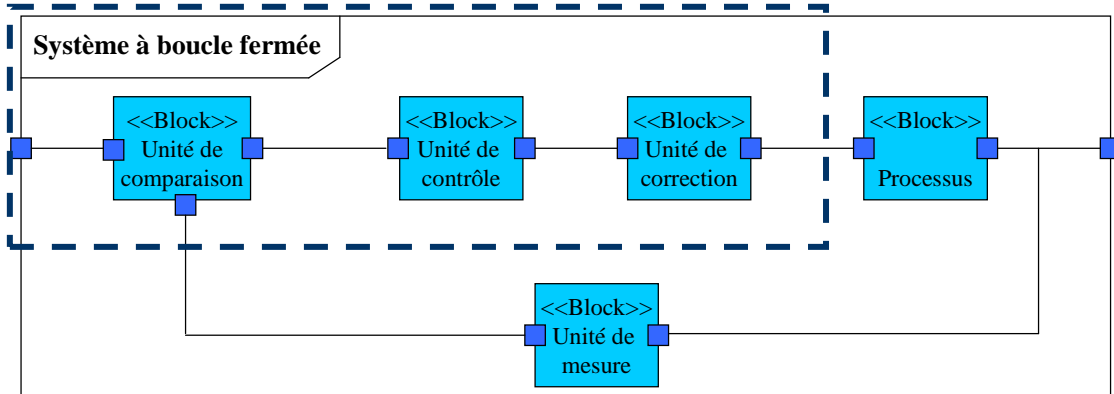 Système à boucle fermée
<<Block>>
Unité de
comparaison
<<Block>>
Unité de
contrôle
<<Block>>
Unité de
correction
<<Block>>
Processus
<<Block>>
Unité de
mesure